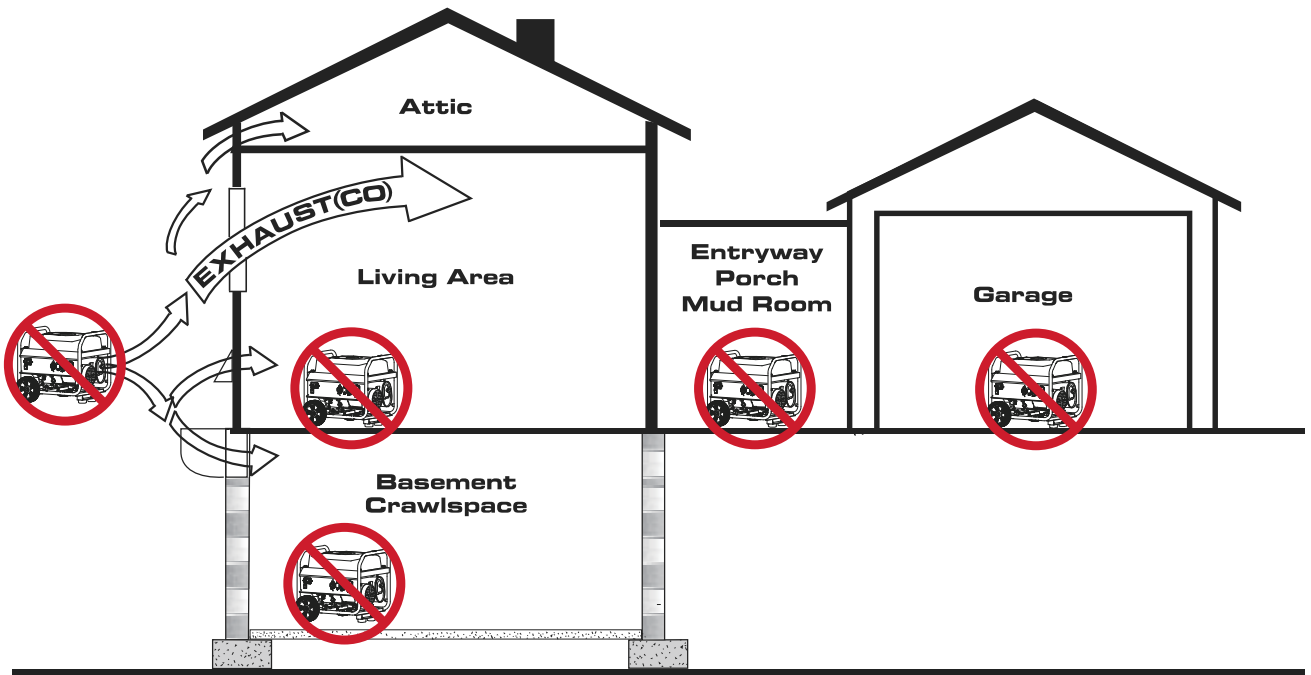 Attic
EXHAUST(CO)
Living Area
Entryway
Porch
Mud Room
Garage
Basement
Crawlspace